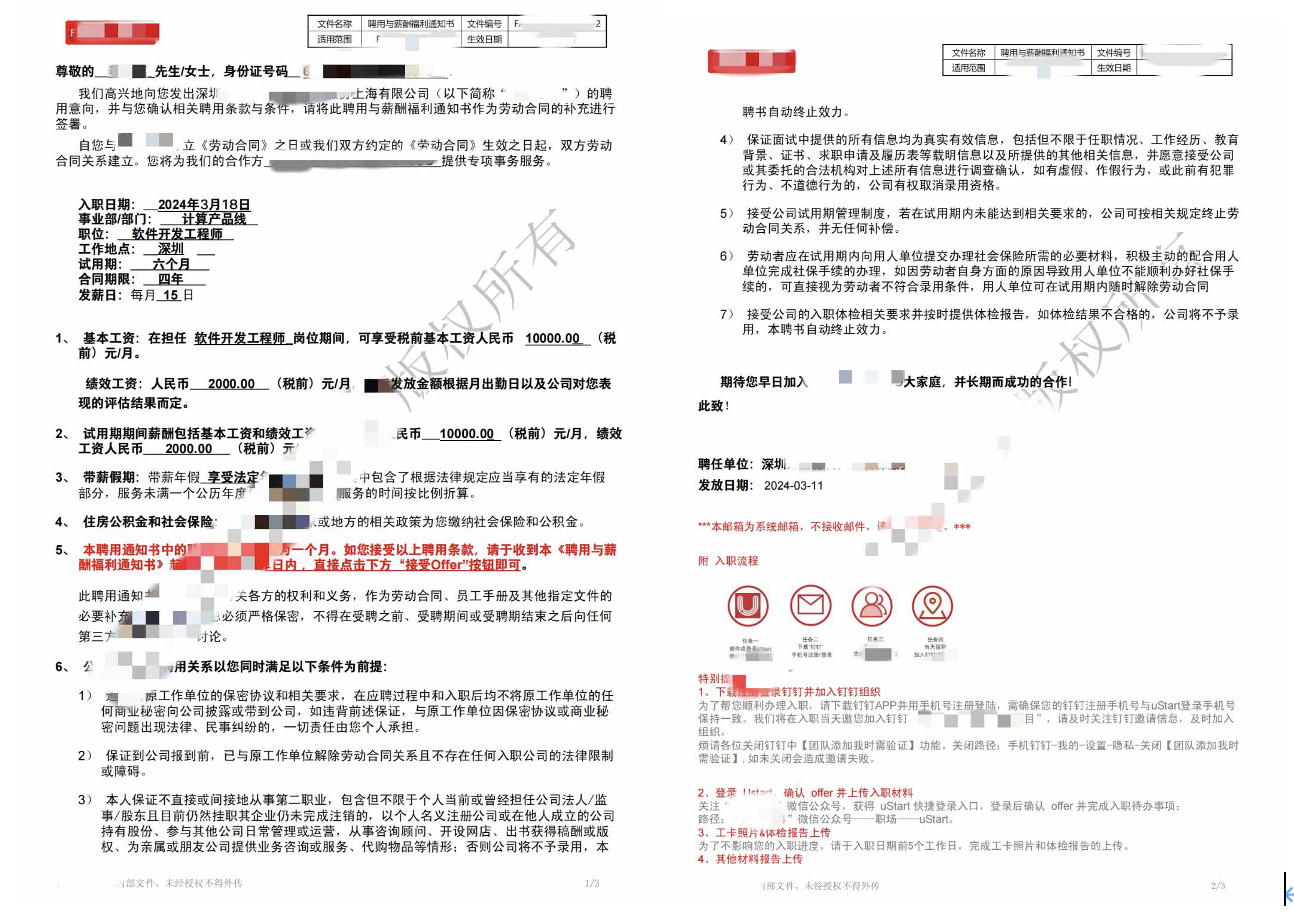 F
文件名称 聘用与薪酬福利通知书 文件编号 F 2
适用范围 F 生效日期
尊敬的 先生/女士，身份证号码
我们高兴地向您发出深圳 上海有限公司（以下简称“ ”）的聘
用意向，并与您确认相关聘用条款与条件，请将此聘用与薪酬福利通知书作为劳动合同的补充进行
签署。
自您与 立《劳动合同》之日或我们双方约定的《劳动合同》生效之日起，双方劳动
合同关系建立。您将为我们的合作方 提供专项事务服务。
入职日期： 2024年3月18日
事业部/部门： 计算产品线
职位： 软件开发工程师
工作地点： 深圳
试用期： 六个月
合同期限： 四年
发薪日：每月 15 日
1、 基本工资：在担任 软件开发工程师 岗位期间，可享受税前基本工资人民币 10000.00 （税
前）元/月。
绩效工资：人民币 2000.00 （税前）元/月， 发放金额根据月出勤日以及公司对您表
现的评估结果而定。
2、 试用期期间薪酬包括基本工资和绩效工 民币 10000.00 （税前）元/月，绩效
工资人民币 2000.00 （税前）元/
3、 带薪假期：带薪年假 享受法定年 中包含了根据法律规定应当享有的法定年假
部分，服务未满一个公历年度 服务的时间按比例折算。
4、 住房公积金和社会保险： 或地方的相关政策为您缴纳社会保险和公积金。
5、 本聘用通知书中的 为一个月。如您接受以上聘用条款，请于收到本《聘用与薪
酬福利通知书》 日内，直接点击下方“接受Offer”按钮即可。
此聘用通知 关各方的权利和义务，作为劳动合同、员工手册及其他指定文件的
必要补充 必须严格保密，不得在受聘之前、受聘期间或受聘期结束之后向任何
第三方 讨论。
6、 公 用关系以您同时满足以下条件为前提：
1） 原工作单位的保密协议和相关要求，在应聘过程中和入职后均不将原工作单位的任
何商业秘密向公司披露或带到公司，如违背前述保证，与原工作单位因保密协议或商业秘
密问题出现法律、民事纠纷的，一切责任由您个人承担。
2） 保证到公司报到前，已与原工作单位解除劳动合同关系且不存在任何入职公司的法律限制
或障碍。
3） 本人保证不直接或间接地从事第二职业，包含但不限于个人当前或曾经担任公司法人/监
事/股东且目前仍然挂职其企业仍未完成注销的，以个人名义注册公司或在他人成立的公司
持有股份、参与其他公司日常管理或运营，从事咨询顾问、开设网店、出书获得稿酬或版
权、为亲属或朋友公司提供业务咨询或服务、代购物品等情形；否则公司将不予录用，本
内部文件，未经授权不得外传 1/3
版权所有
文件名称 聘用与薪酬福利通知书 文件编号
适用范围 生效日期
聘书自动终止效力。
4） 保证面试中提供的所有信息均为真实有效信息，包括但不限于任职情况、工作经历、教育
背景、证书、求职申请及履历表等载明信息以及所提供的其他相关信息，并愿意接受公司
或其委托的合法机构对上述所有信息进行调查确认，如有虚假、作假行为，或此前有犯罪
行为、不道德行为的，公司有权取消录用资格。
5） 接受公司试用期管理制度，若在试用期内未能达到相关要求的，公司可按相关规定终止劳
动合同关系，并无任何补偿。
6） 劳动者应在试用期内向用人单位提交办理社会保险所需的必要材料，积极主动的配合用人
单位完成社保手续的办理，如因劳动者自身方面的原因导致用人单位不能顺利办好社保手
续的，可直接视为劳动者不符合录用条件，用人单位可在试用期内随时解除劳动合同
7） 接受公司的入职体检相关要求并按时提供体检报告，如体检结果不合格的，公司将不予录
用，本聘书自动终止效力。
期待您早日加入 大家庭，并长期而成功的合作！
此致！
聘任单位：深圳
发放日期： 2024-03-11
***本邮箱为系统邮箱，不接收邮件，请 。***
附 入职流程
任务一 任务二 任务三 任务四
邮件或登录uStart 下载“钉钉” 当天报到
手机号注册/登录 加入钉钉
特别提
1、下载注册登录钉钉并加入钉钉组织
为了帮您顺利办理入职，请下载钉钉APP并用手机号注册登陆，需确保您的钉钉注册手机号与uStart登录手机号
保持一致。我们将在入职当天邀您加入钉钉 目”，请及时关注钉钉邀请信息，及时加入
组织。
烦请各位关闭钉钉中【团队添加我时需验证】功能，关闭路径：手机钉钉-我的-设置-隐私-关闭【团队添加我时
需验证】,如未关闭会造成邀请失败。
2、登录 Ustart，确认 offer 并上传入职材料
关注“ 微信公众号，获得 uStart 快捷登录入口，登录后确认 offer 并完成入职待办事项；
路径： ”微信公众号——职场——uStart。
3、工卡照片&体检报告上传
为了不影响您的入职进度，请于入职日期前5个工作日，完成工卡照片和体检报告的上传。
4、其他材料报告上传
内部文件，未经授权不得外传 2/3
版权所有